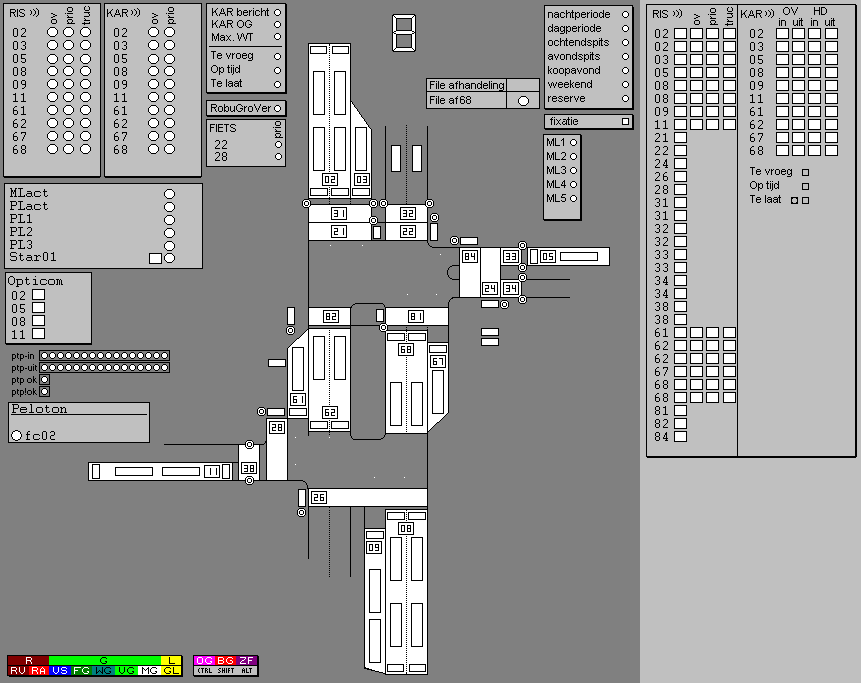 RIS ov prio truc
02
03
05
08
09
11
61
62
67
68
KAR ov prio
02
03
05
08
09
11
61
62
67
68
KAR bericht
KAR OG
Max. WT
Te vroeg
Op tijd
Te laat
RobuGroVer
FIETS prio
22
28
File afhandeling
File af68
nachtperiode
dagperiode
ochtendspits
avondspits
koopavond
weekend
reserve
fixatie
ML1
ML2
ML3
ML4
ML5
MLact
PLact
PL1
PL2
PL3
Star01
Opticom
02
05
08
11
ptp-in
ptp-uit
ptp ok
ptp!ok
Peloton
fc02
02 03
31 32
21 22
84 33 05
24 34
82 81
68
67
61
62
28
38
11
26
08
09
R G L
RV RA VS FG WG VG MG GL
OG BG ZF
CTRL SHIFT ALT
RIS ov prio truc
02
03
03
05
08
08
09
11
21
22
24
26
28
31
31
32
32
33
33
34
34
38
38
61
62
62
67
68
68
81
82
84
KAR OV HD
in uit in uit
02
03
05
08
09
11
61
62
67
68
Te vroeg
Op tijd
Te laat